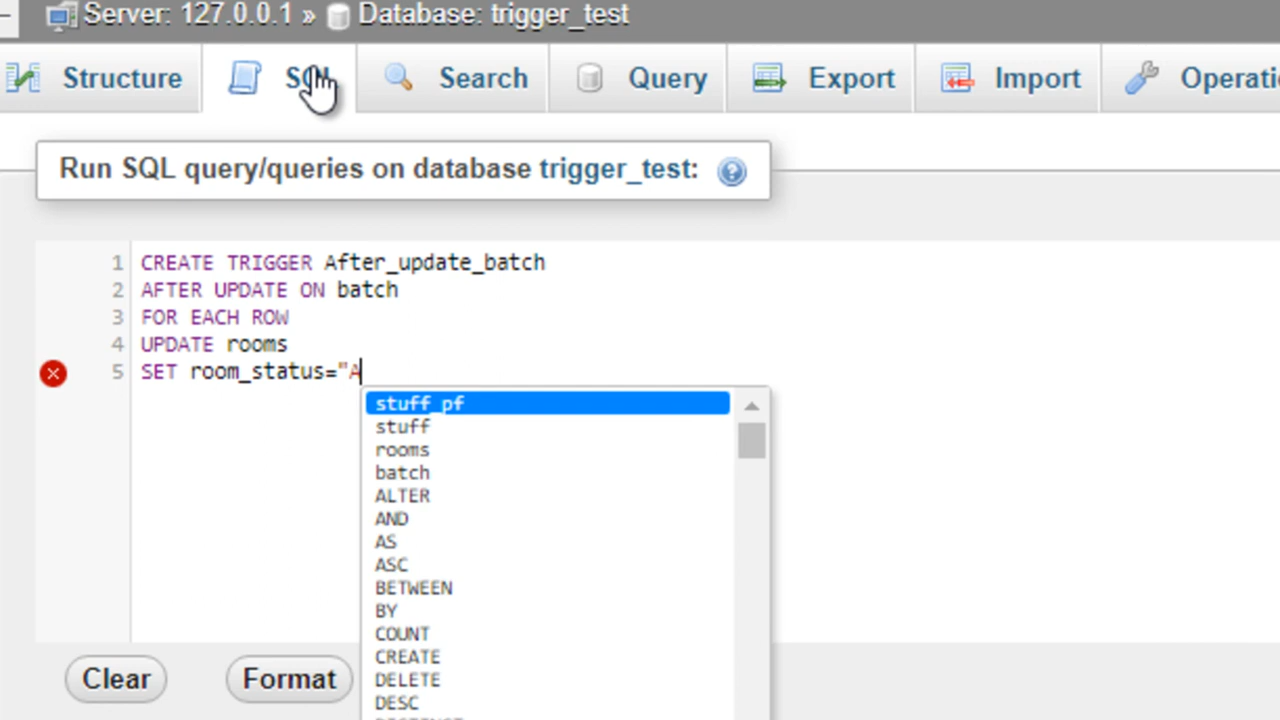 Server: 127.0.0.1 » Database: trigger_test
Structure SQL Search Query Export Import Operati
Run SQL query/queries on database trigger_test:
1 CREATE TRIGGER After_update_batch
2 AFTER UPDATE ON batch
3 FOR EACH ROW
4 UPDATE rooms
5 SET room_status="A
stuff_pf
stuff
rooms
batch
ALTER
AND
AS
ASC
BETWEEN
BY
COUNT
CREATE
DELETE
DESC
Clear Format